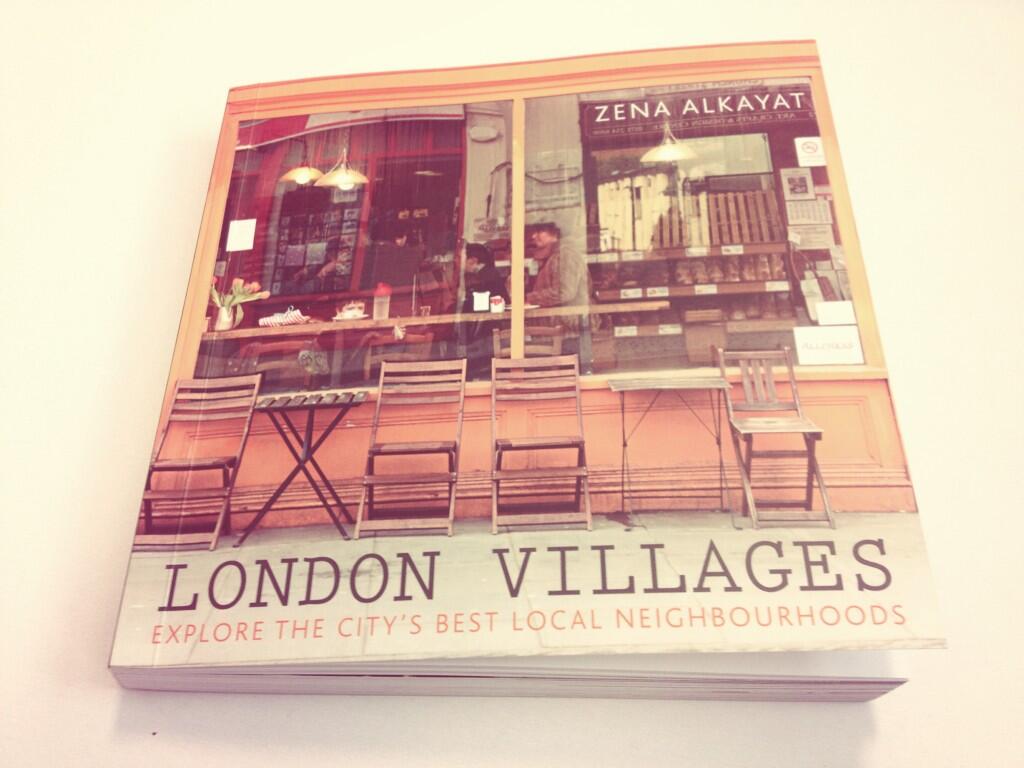 ZENA ALKAYAT
LONDON VILLAGES
EXPLORE THE CITY'S BEST LOCAL NEIGHBOURHOODS